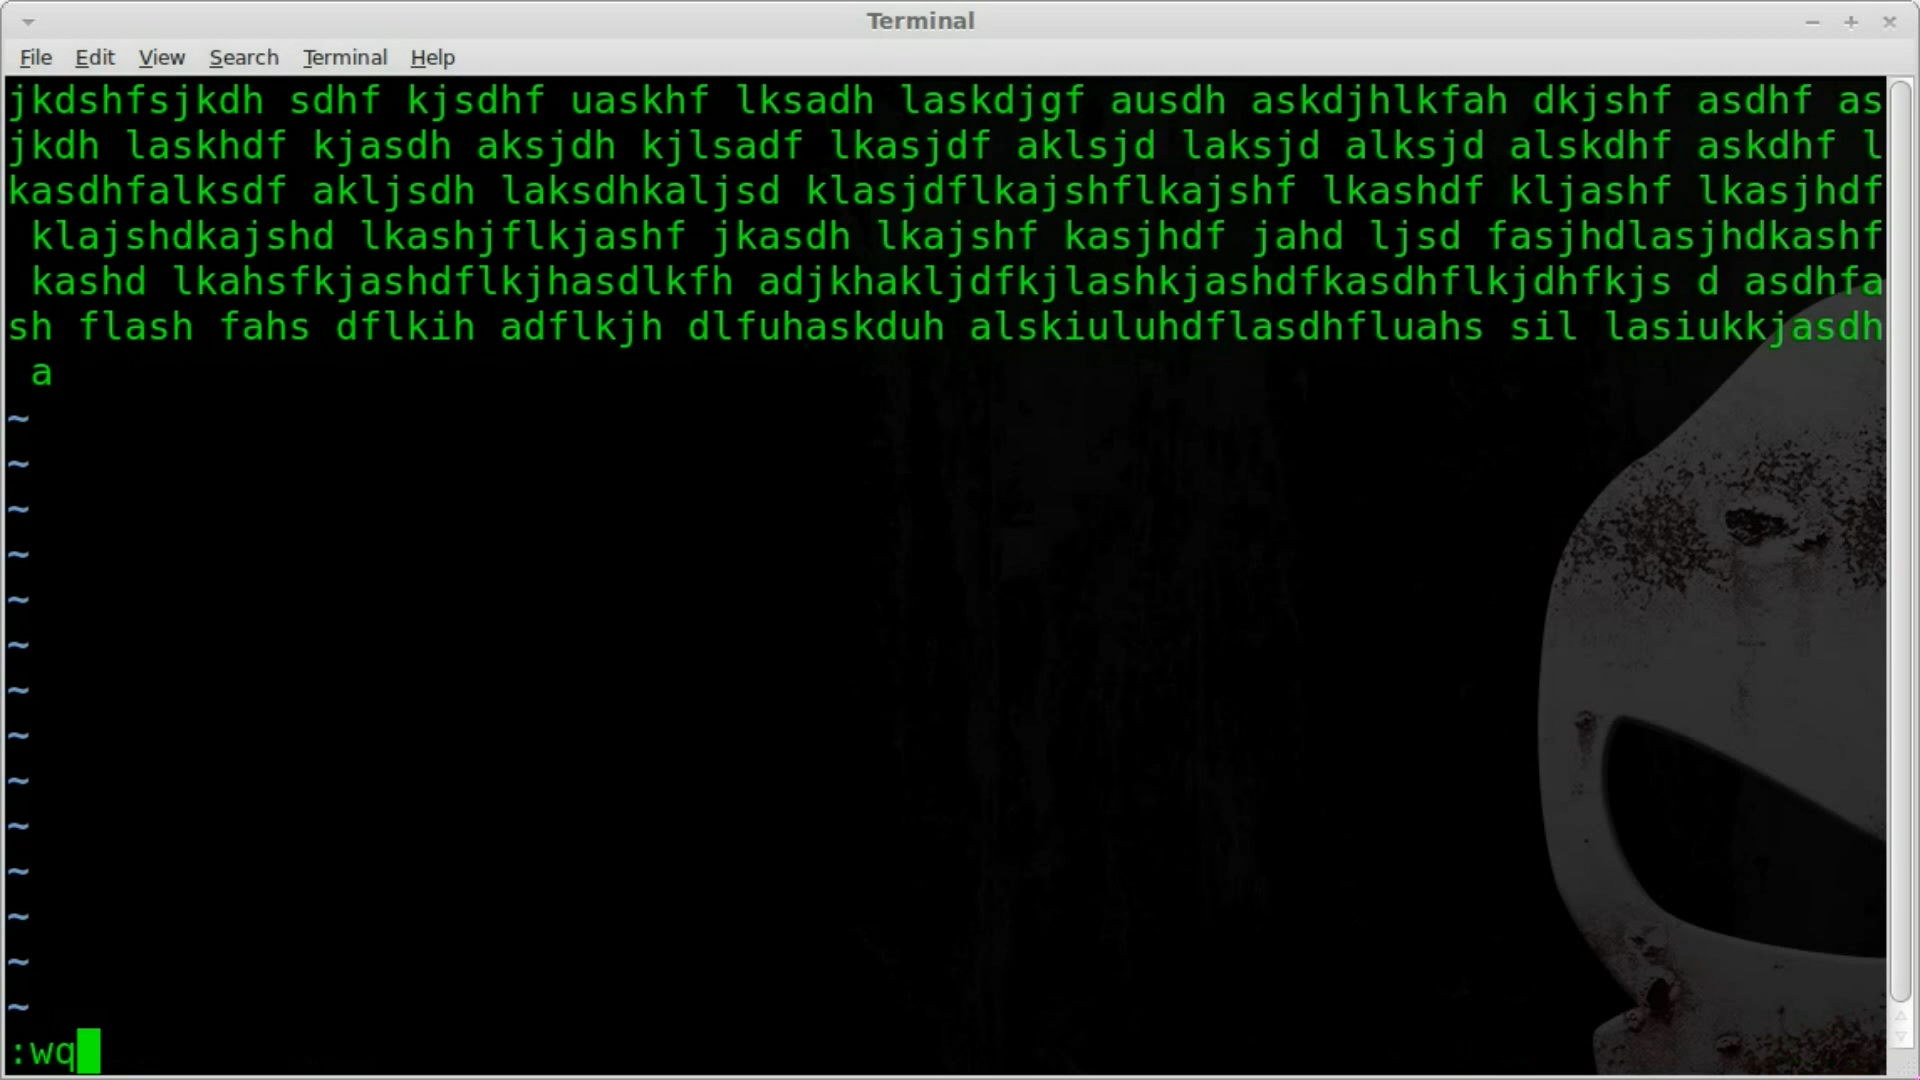 Terminal
File Edit View Search Terminal Help
jkdshfsjkdh sdhf kjsdhf uaskhf lksadh laskdjgf ausdh askdjhlkfah dkjshf asdhf as
jkdh laskhdf kjasdh aksjdh kjlsadf lkasjdf aklsjd laksjd alksjd alskdhf askdhf l
kasdhfalksdf akljsdh laksdhkaljsd klasjdflkajshflkajshf lkashdf kljashf lkasjhdf
klajshdkajshd lkashjflkjashf jkasdh lkajshf kasjhdf jahd ljsd fasjhdlasjhdkashf
kashd lkahsfkjashdflkjhasdlkfh adjkhakljdfkjlashkjashdfkasdhflkjdhfkjs d asdhfa
sh flash fahs dflkih adflkjh dlfuhaskduh alskiuluhdflasdhfluahs sil lasiukkjasdh
a
~
~
~
~
~
~
~
~
~
~
~
~
~
~
:wq